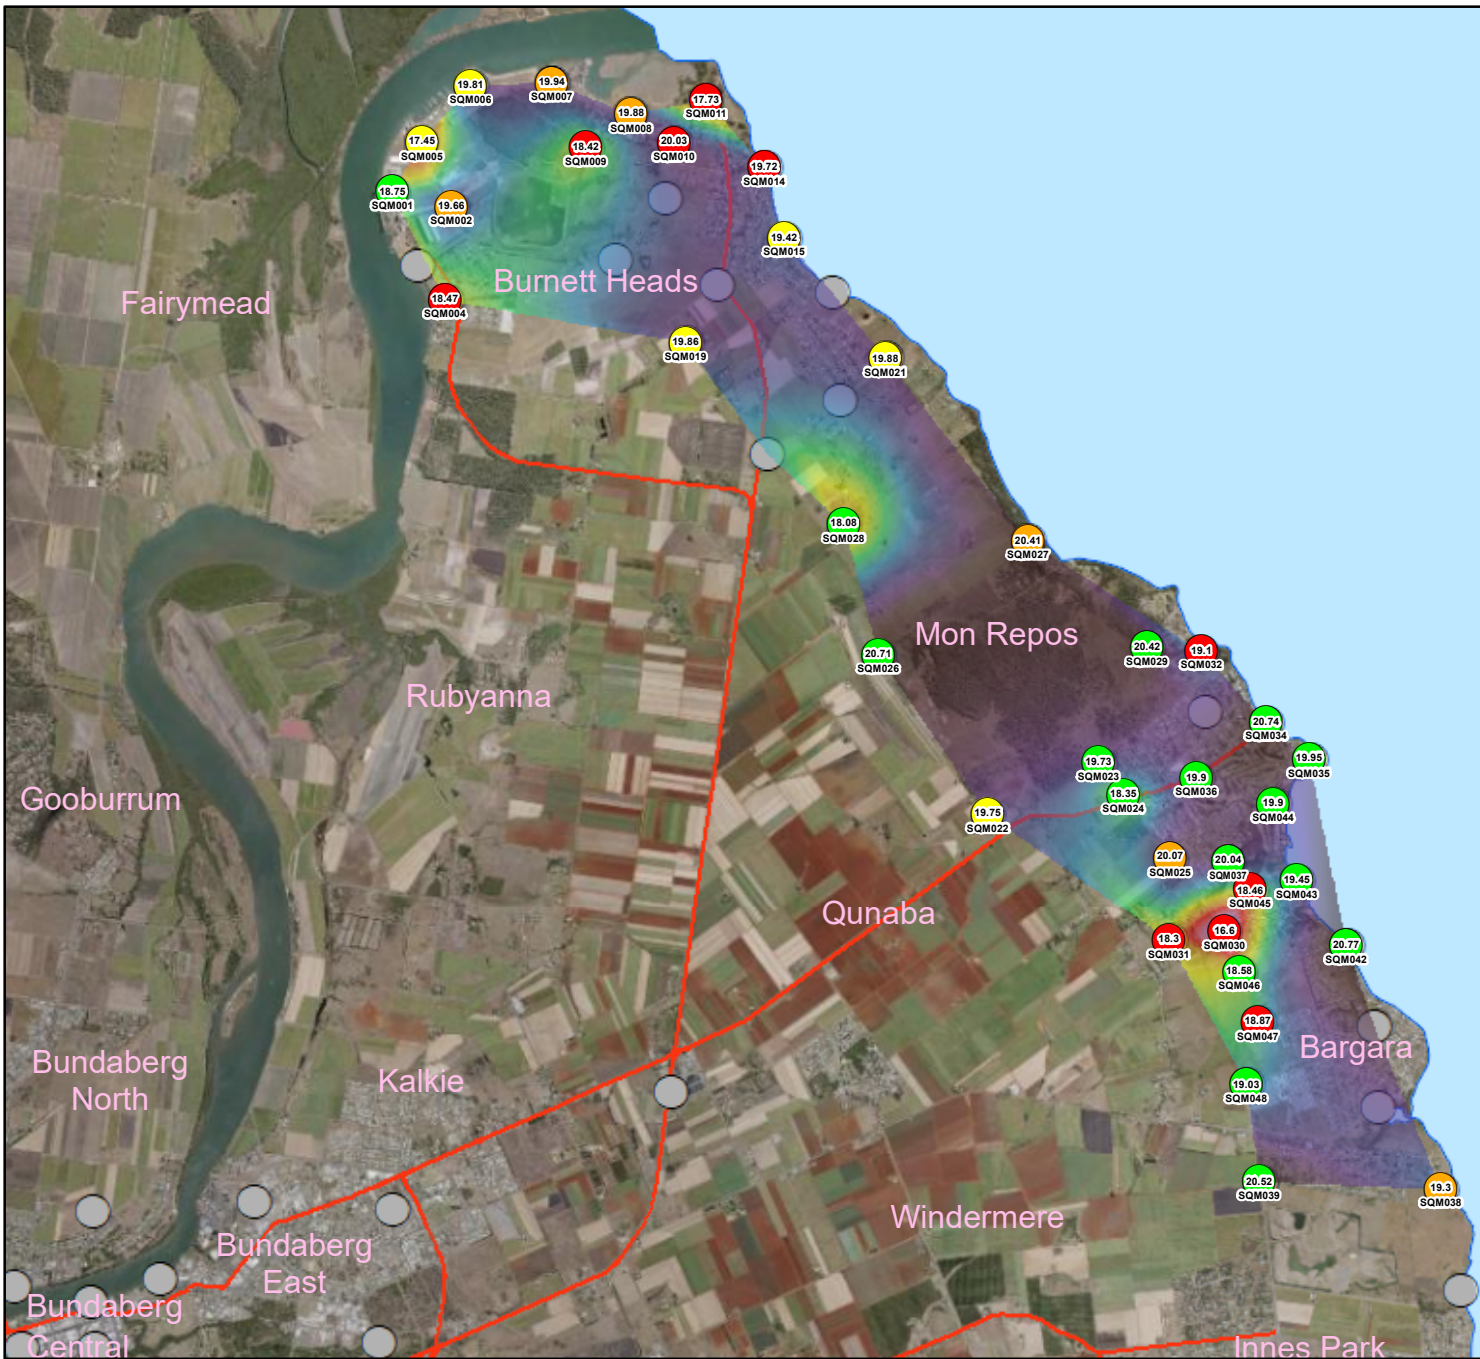 19.81
SQM006
19.94
SQM007
19.88
SQM008
17.73
SQM011
17.45
SQM005
18.42
SQM009
20.03
SQM010
19.72
SQM014
18.75
SQM001
19.66
SQM002
19.42
SQM015
Burnett Heads
Fairymead
18.47
SQM004
19.86
SQM019
19.88
SQM021
18.08
SQM028
20.41
SQM027
Mon Repos
20.71
SQM026
20.42
SQM029
19.1
SQM032
Rubyanna
20.74
SQM034
19.95
SQM035
19.73
SQM023
19.9
SQM036
18.35
SQM024
19.9
SQM044
Gooburrum
19.75
SQM022
20.07
SQM025
20.04
SQM037
19.45
SQM043
18.46
SQM045
Qunaba
18.3
SQM031
16.6
SQM030
20.77
SQM042
18.58
SQM046
18.87
SQM047
Bargara
Bundaberg
North
Kalkie
19.03
SQM048
20.52
SQM039
19.3
SQM038
Windermere
Bundaberg
East
Bundaberg
Central
Innes Park